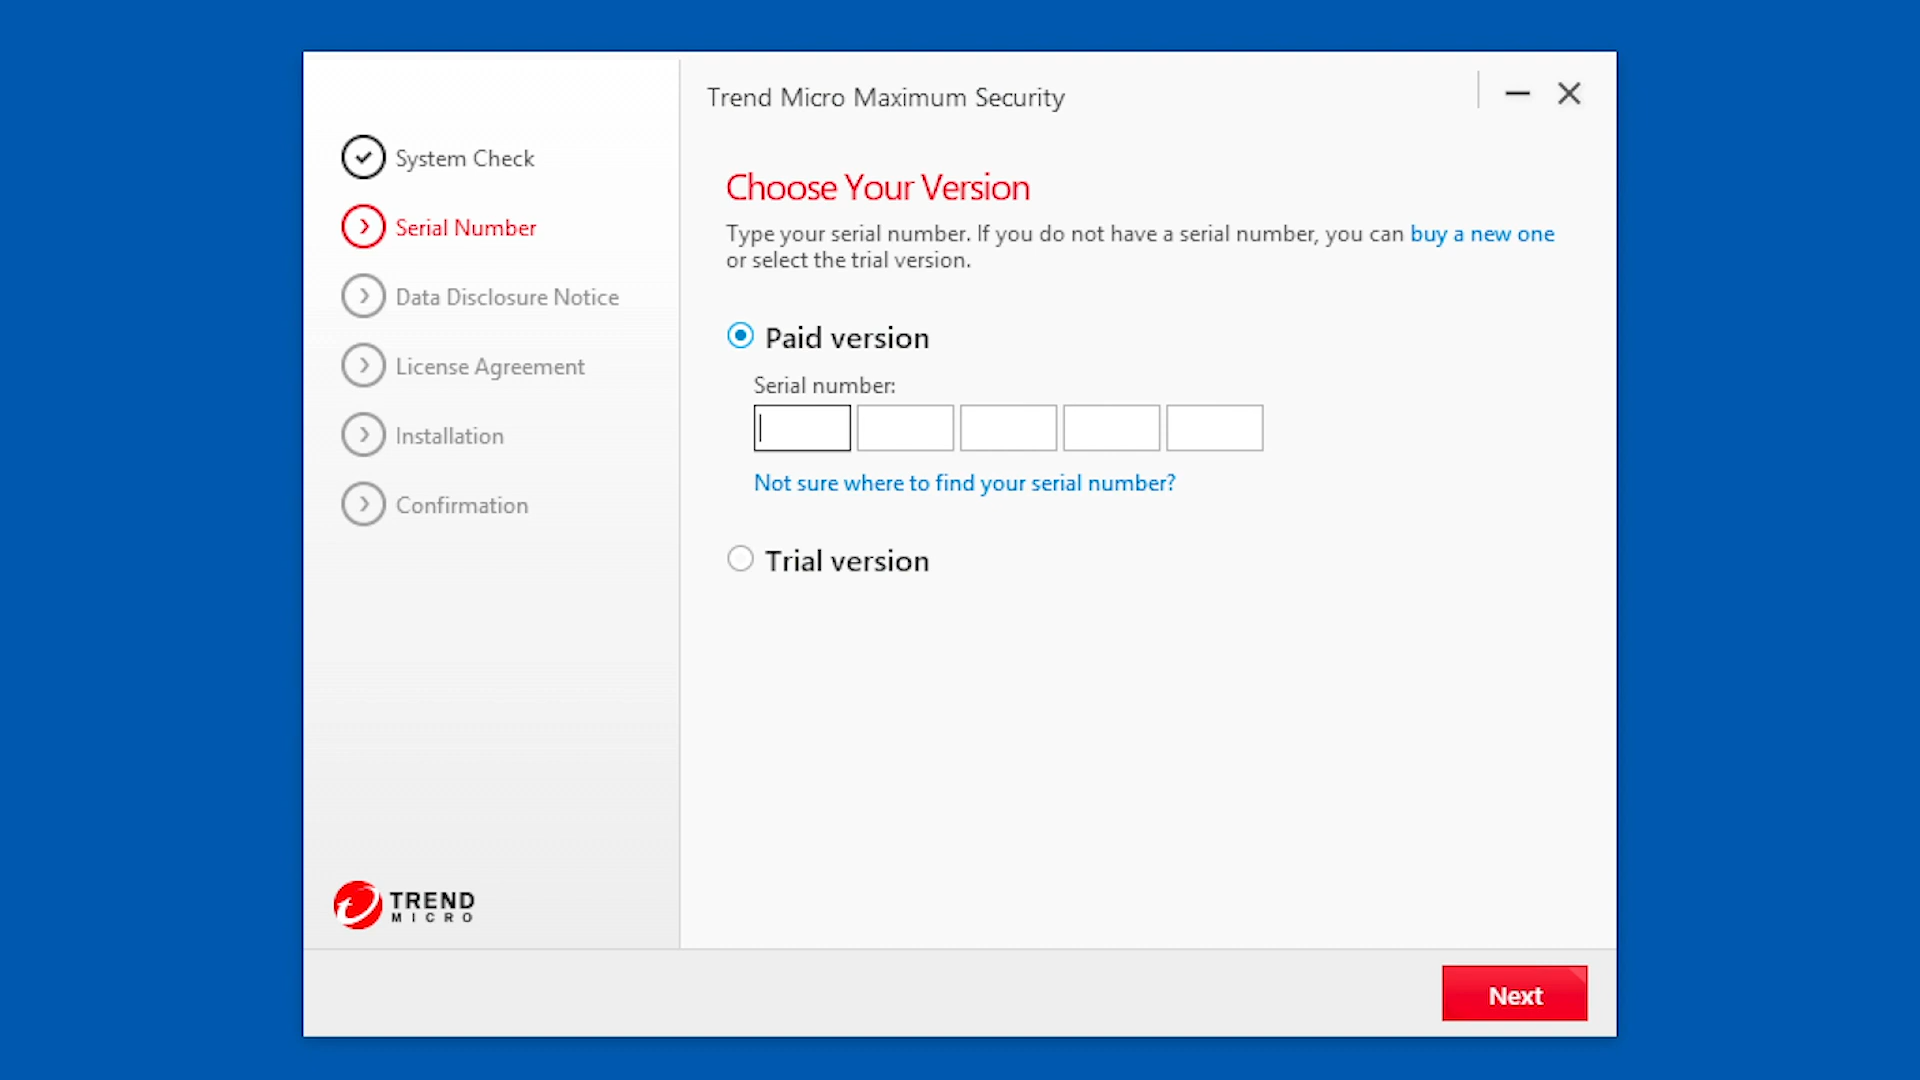 Trend Micro Maximum Security
System Check
Serial Number
Data Disclosure Notice
License Agreement
Installation
Confirmation
Choose Your Version
Type your serial number. If you do not have a serial number, you can buy a new one
or select the trial version.
Paid version
Serial number:
Not sure where to find your serial number?
Trial version
TREND
MICRO
Next